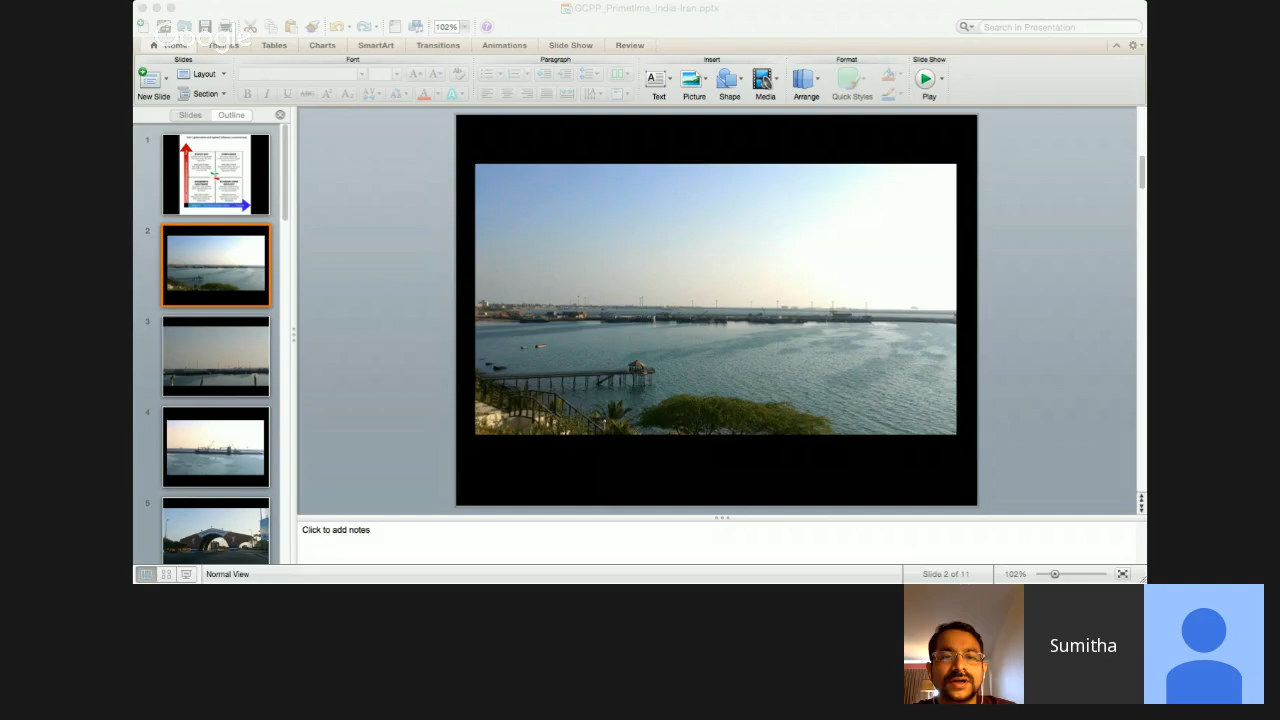 GCPP_Primetime_India-Iran.pptx
Google
102%
Search in Presentation
Home Themes Tables Charts SmartArt Transitions Animations Slide Show Review
Slides Font Paragraph Insert Format Slide Show
Layout
Section
New Slide
Text Picture Shape Media Arrange Quick Styles Play
Slides Outline
1
2
3
4
5
Click to add notes
Normal View
Slide 2 of 11
102%
Sumitha